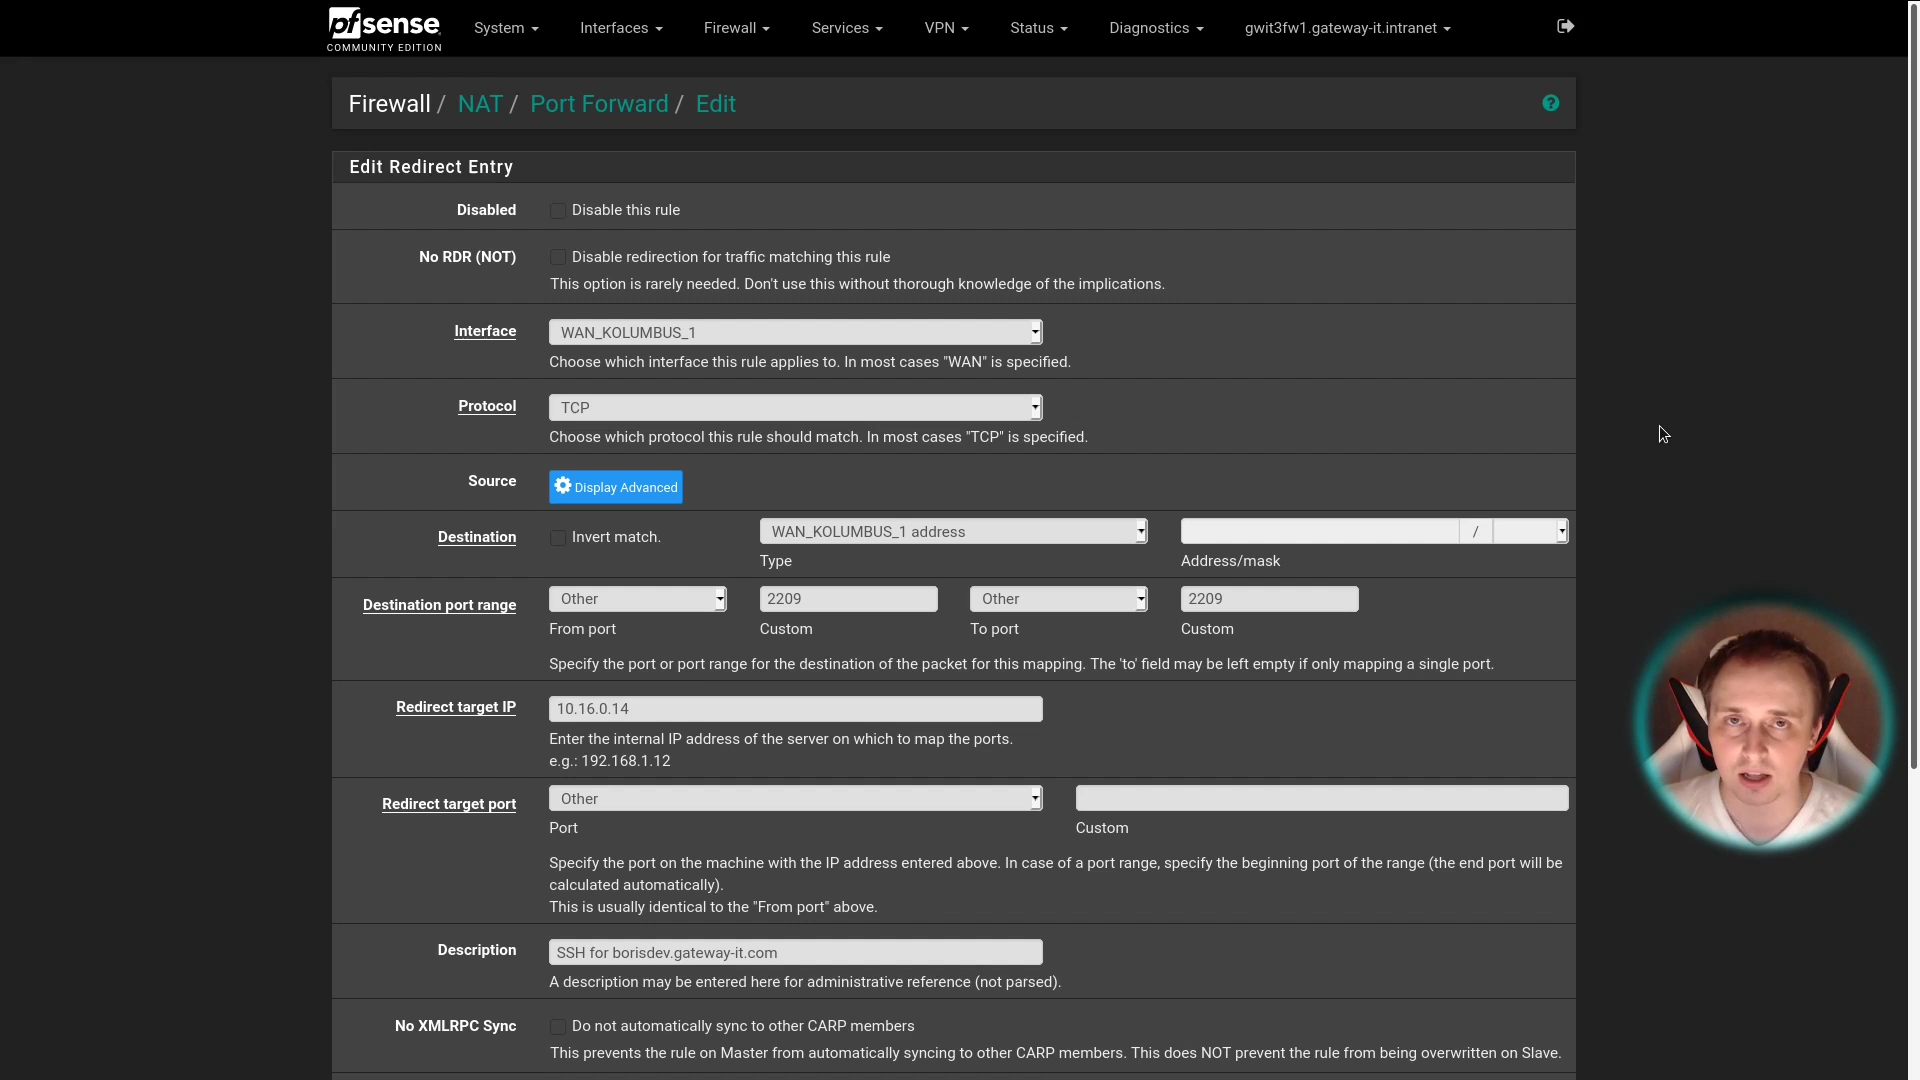 pfsense
COMMUNITY EDITION
System
Interfaces
Firewall
Services
VPN
Status
Diagnostics
gwit3fw1.gateway-it.intranet
Firewall / NAT / Port Forward / Edit
?
Edit Redirect Entry
Disabled
Disable this rule
No RDR (NOT)
Disable redirection for traffic matching this rule
This option is rarely needed. Don't use this without thorough knowledge of the implications.
Interface
WAN_KOLUMBUS_1
Choose which interface this rule applies to. In most cases "WAN" is specified.
Protocol
TCP
Choose which protocol this rule should match. In most cases "TCP" is specified.
Source
Display Advanced
Destination
Invert match.
WAN_KOLUMBUS_1 address
/
Type
Address/mask
Destination port range
Other
2209
Other
2209
From port
Custom
To port
Custom
Specify the port or port range for the destination of the packet for this mapping. The 'to' field may be left empty if only mapping a single port.
Redirect target IP
10.16.0.14
Enter the internal IP address of the server on which to map the ports.
e.g.: 192.168.1.12
Redirect target port
Other
Port
Custom
Specify the port on the machine with the IP address entered above. In case of a port range, specify the beginning port of the range (the end port will be
calculated automatically).
This is usually identical to the "From port" above.
Description
SSH for borisdev.gateway-it.com
A description may be entered here for administrative reference (not parsed).
No XMLRPC Sync
Do not automatically sync to other CARP members
This prevents the rule on Master from automatically syncing to other CARP members. This does NOT prevent the rule from being overwritten on Slave.